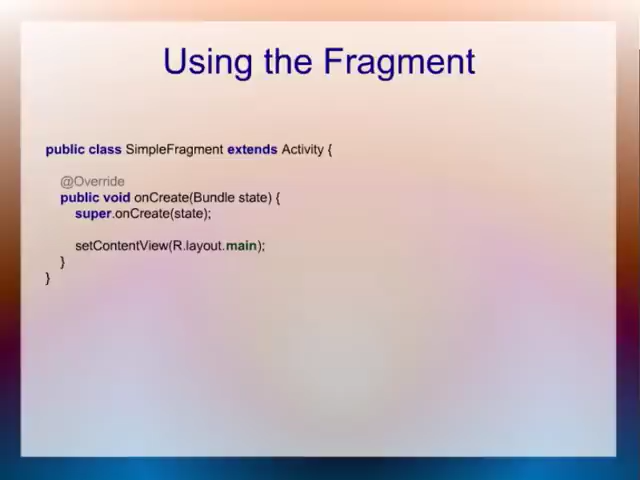 Using the Fragment
public class SimpleFragment extends Activity {
@Override
public void onCreate(Bundle state) {
super.onCreate(state);
setContentView(R.layout.main);
}
}